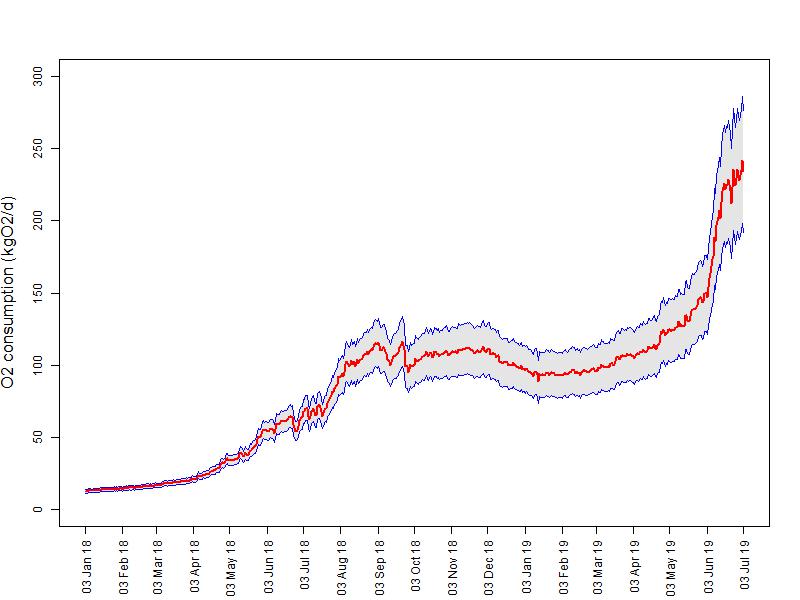 O2 consumption (kgO2/d)
300
250
200
150
100
50
0
03 Jan 18
03 Feb 18
03 Mar 18
03 Apr 18
03 May 18
03 Jun 18
03 Jul 18
03 Aug 18
03 Sep 18
03 Oct 18
03 Nov 18
03 Dec 18
03 Jan 19
03 Feb 19
03 Mar 19
03 Apr 19
03 May 19
03 Jun 19
03 Jul 19